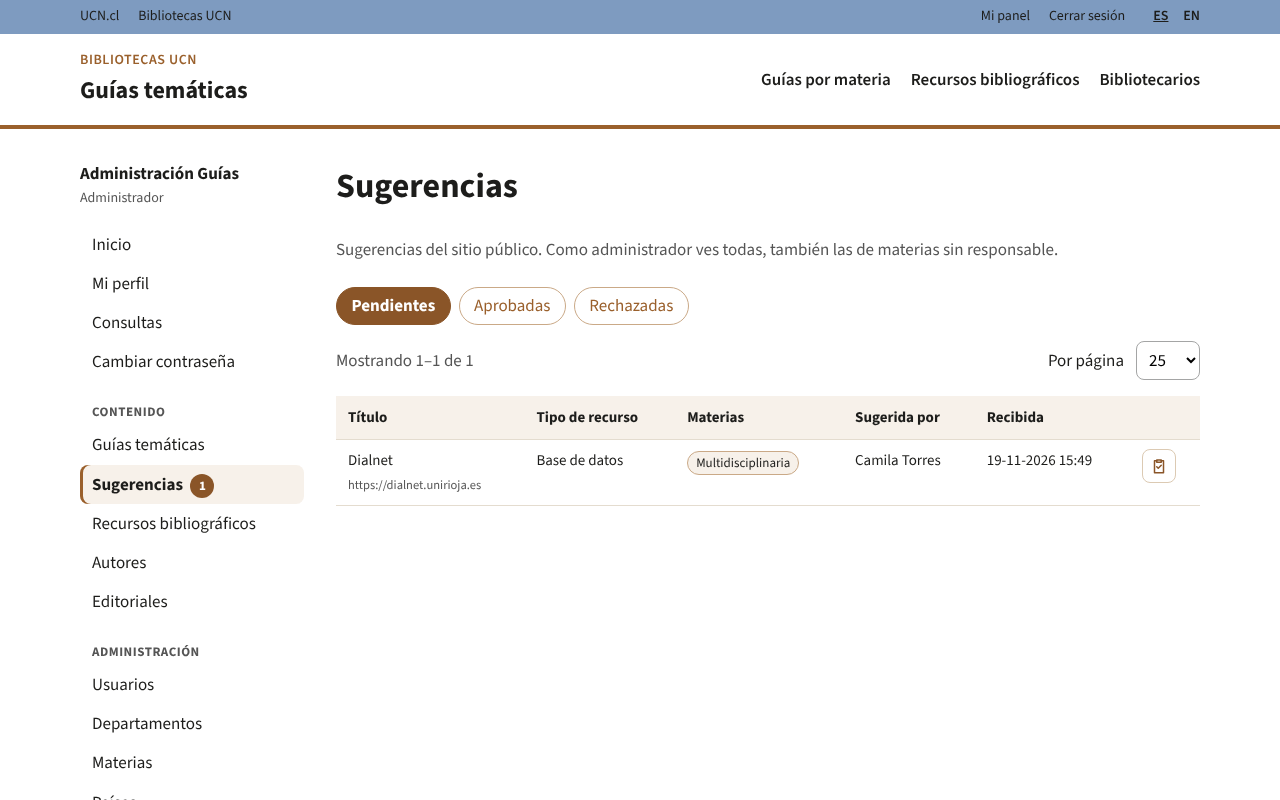 UCN.cl Bibliotecas UCN Mi panel Cerrar sesión ES EN
BIBLIOTECAS UCN
Guías temáticas
Guías por materia Recursos bibliográficos Bibliotecarios
Administración Guías
Administrador
Inicio
Mi perfil
Consultas
Cambiar contraseña
CONTENIDO
Guías temáticas
Sugerencias 1
Recursos bibliográficos
Autores
Editoriales
ADMINISTRACIÓN
Usuarios
Departamentos
Materias
Sugerencias
Sugerencias del sitio público. Como administrador ves todas, también las de materias sin responsable.
Pendientes Aprobadas Rechazadas
Mostrando 1–1 de 1 Por página 25
Título Tipo de recurso Materias Sugerida por Recibida
Dialnet Base de datos Multidisciplinaria Camila Torres 19-11-2026 15:49
https://dialnet.unirioja.es